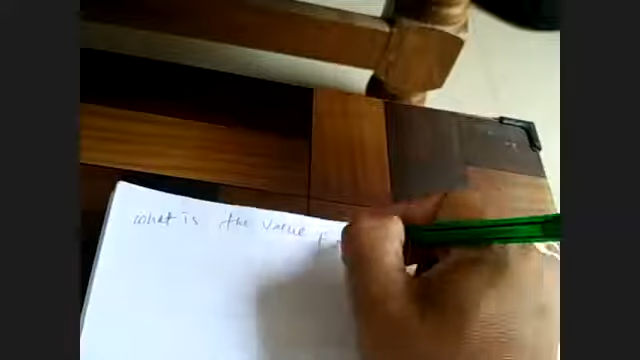 what is the value